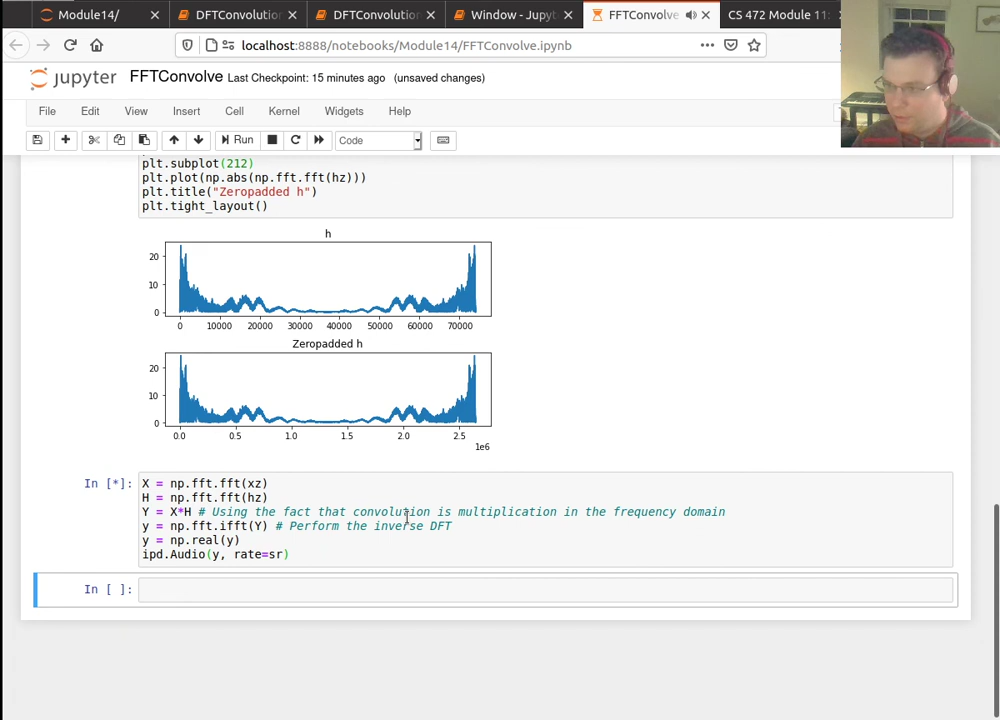 Module14/
DFTConvolutio
DFTConvolution
Window - Jupyt
FFTConvolve
CS 472 Module 11:
localhost:8888/notebooks/Module14/FFTConvolve.ipynb
jupyter FFTConvolve Last Checkpoint: 15 minutes ago (unsaved changes)
File Edit View Insert Cell Kernel Widgets Help
Run Code
plt.subplot(212)
plt.plot(np.abs(np.fft.fft(hz)))
plt.title("Zeropadded h")
plt.tight_layout()
h
20
10
0
0 10000 20000 30000 40000 50000 60000 70000
Zeropadded h
20
10
0
0.0 0.5 1.0 1.5 2.0 2.5
1e6
In [*]:
X = np.fft.fft(xz)
H = np.fft.fft(hz)
Y = X*H # Using the fact that convolution is multiplication in the frequency domain
y = np.fft.ifft(Y) # Perform the inverse DFT
y = np.real(y)
ipd.Audio(y, rate=sr)
In [ ]: